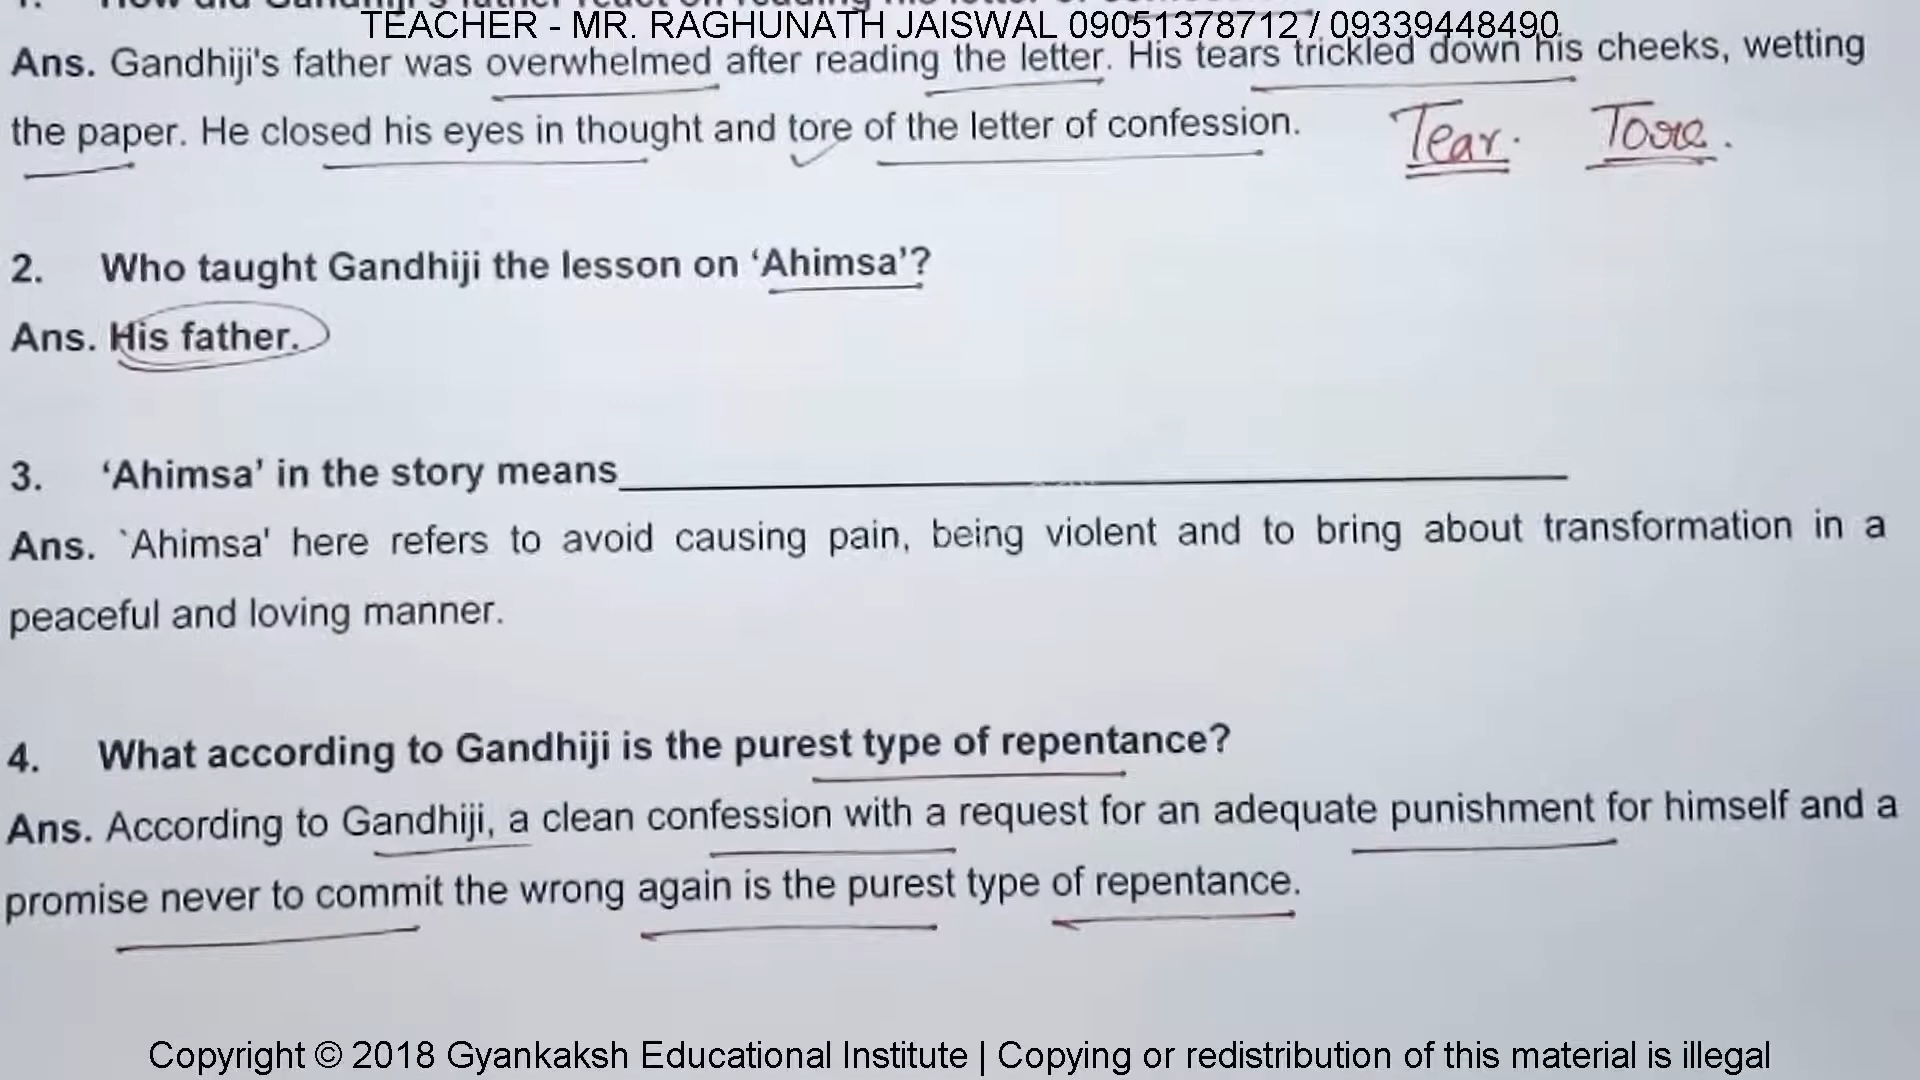 TEACHER - MR. RAGHUNATH JAISWAL 09051378712 / 09339448490
Ans. Gandhiji's father was overwhelmed after reading the letter. His tears trickled down his cheeks, wetting
the paper. He closed his eyes in thought and tore of the letter of confession.
Tear. Tore.
2. Who taught Gandhiji the lesson on ‘Ahimsa’?
Ans. His father.
3. ‘Ahimsa’ in the story means
Ans. `Ahimsa' here refers to avoid causing pain, being violent and to bring about transformation in a
peaceful and loving manner.
4. What according to Gandhiji is the purest type of repentance?
Ans. According to Gandhiji, a clean confession with a request for an adequate punishment for himself and a
promise never to commit the wrong again is the purest type of repentance.
Copyright © 2018 Gyankaksh Educational Institute | Copying or redistribution of this material is illegal